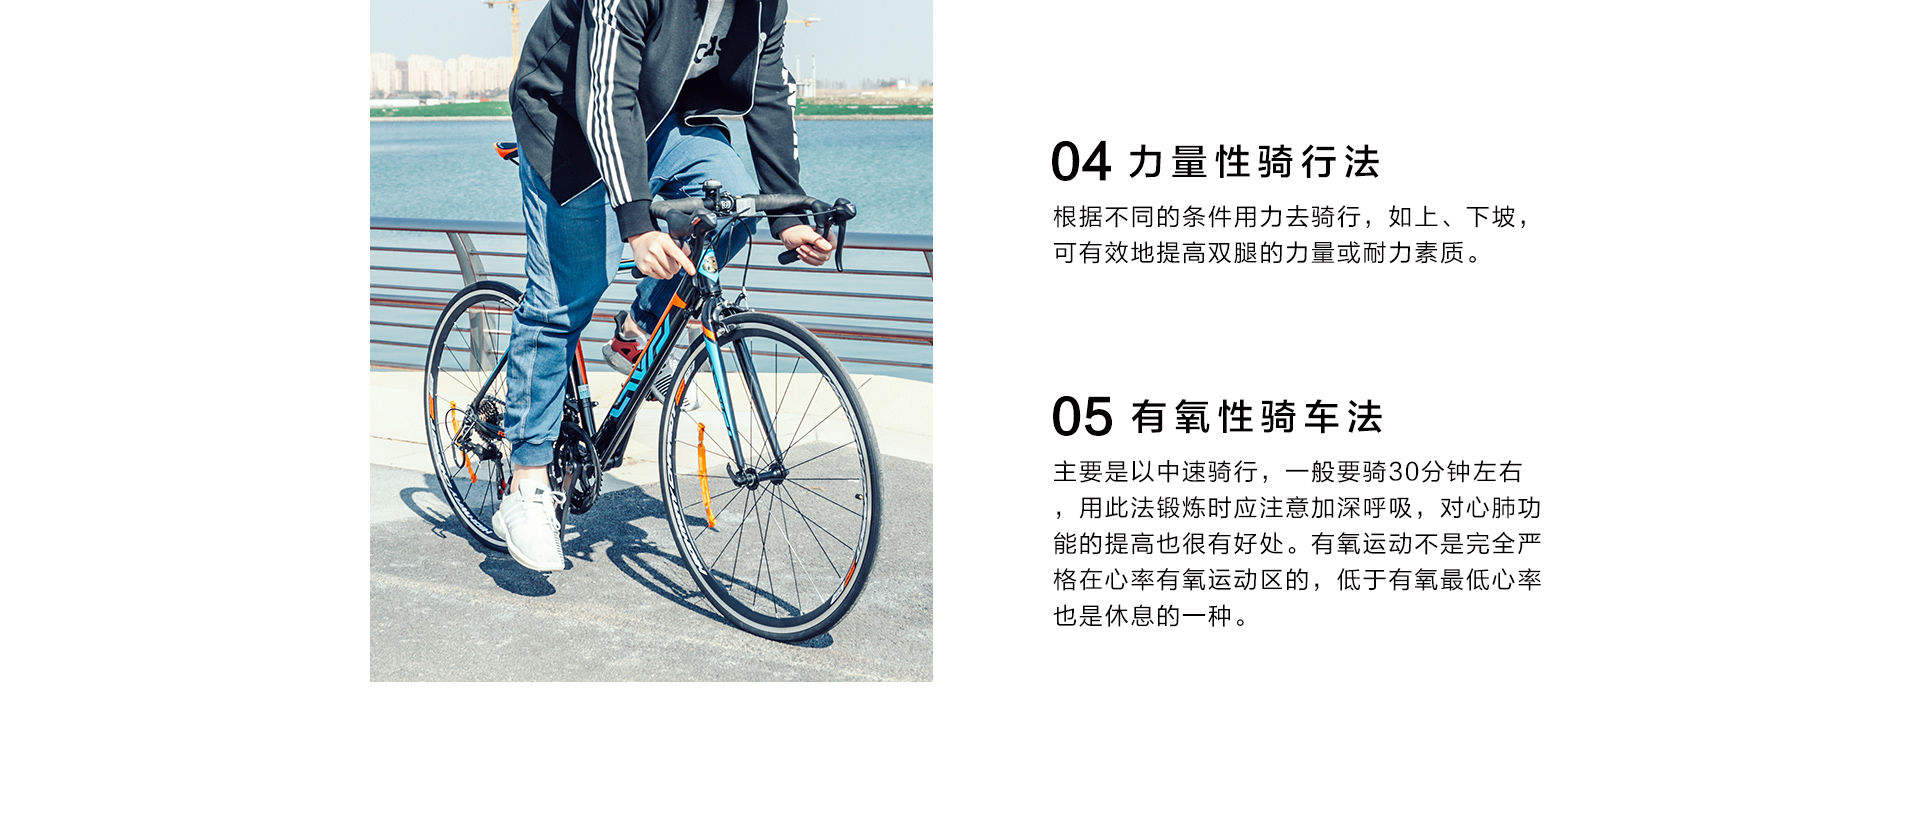 04 力量性骑行法
根据不同的条件用力去骑行，如上、下坡，
可有效地提高双腿的力量或耐力素质。
05 有氧性骑车法
主要是以中速骑行，一般要骑30分钟左右
，用此法锻炼时应注意加深呼吸，对心肺功
能的提高也很有好处。有氧运动不是完全严
格在心率有氧运动区的，低于有氧最低心率
也是休息的一种。